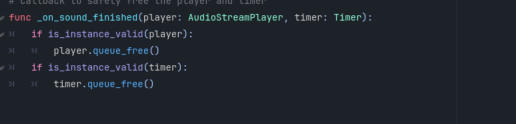 # Callback to safely free the player and timer
func _on_sound_finished(player: AudioStreamPlayer, timer: Timer):
	if is_instance_valid(player):
		player.queue_free()
	if is_instance_valid(timer):
		timer.queue_free()